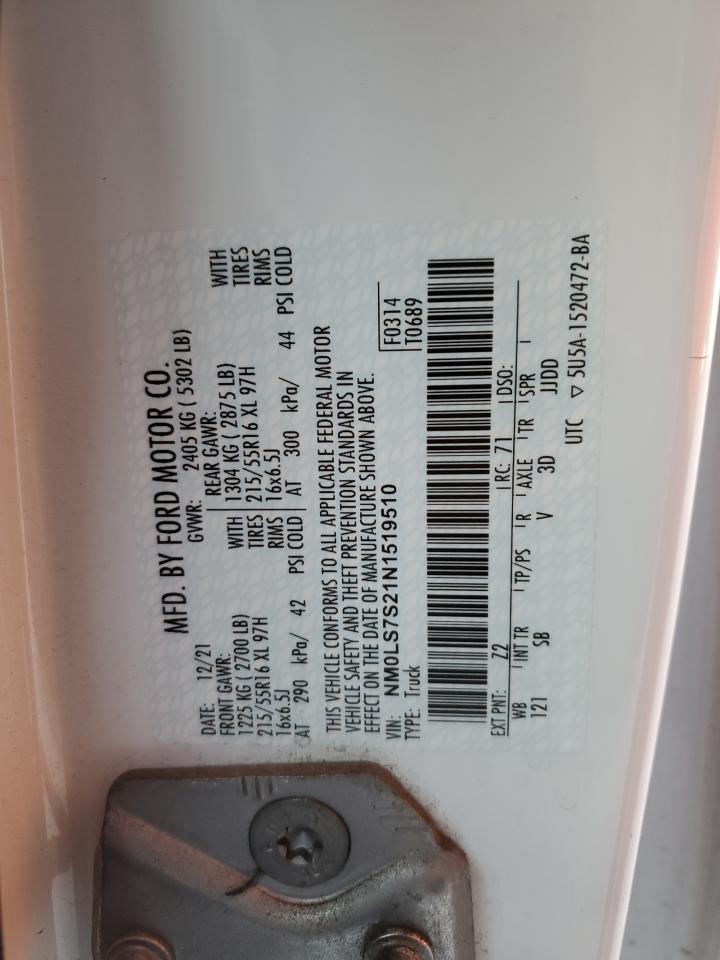 MFD. BY FORD MOTOR CO.
DATE: 12/21 GVWR: 2405 KG ( 5302 LB)
FRONT GAWR: REAR GAWR:
1225 KG ( 2700 LB) WITH 1304 KG ( 2875 LB) WITH
215/55R16 XL 97H TIRES 215/55R16 XL 97H TIRES
16x6.5J RIMS 16x6.5J RIMS
AT 290 kPa/ 42 PSI COLD AT 300 kPa/ 44 PSI COLD
THIS VEHICLE CONFORMS TO ALL APPLICABLE FEDERAL MOTOR
VEHICLE SAFETY AND THEFT PREVENTION STANDARDS IN
EFFECT ON THE DATE OF MANUFACTURE SHOWN ABOVE.
VIN: NM0LS7S21N1519510 F0314
TYPE: Truck T0689
EXT PNT: Z2 RC: 71 DSO:
WB INT TR TP/PS R AXLE TR SPR
121 SB V 3D JJDD
UTC ▽ 5U5A-1520472-BA